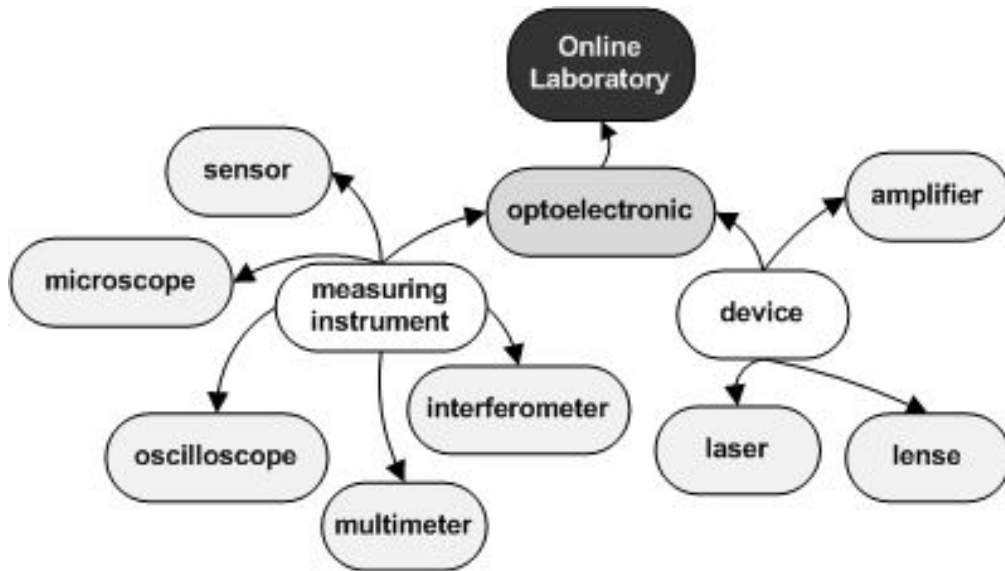 Online
Laboratory
sensor
optoelectronic
amplifier
microscope
measuring
instrument
device
interferometer
oscilloscope
laser
lense
multimeter